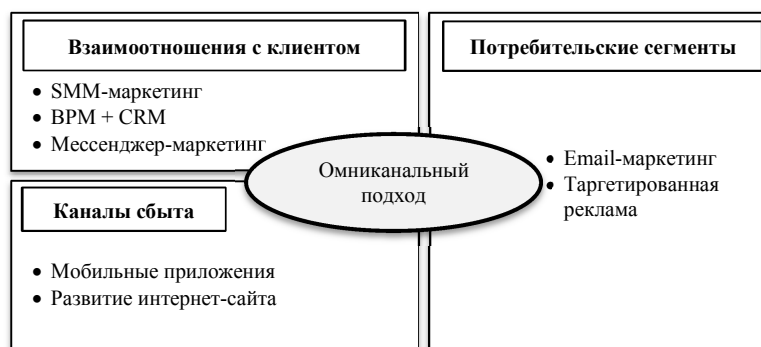 Взаимоотношения с клиентом
• SMM-маркетинг
• BPM + CRM
• Мессенджер-маркетинг
Потребительские сегменты
Омниканальный
подход
• Email-маркетинг
• Таргетированная
реклама
Каналы сбыта
• Мобильные приложения
• Развитие интернет-сайта